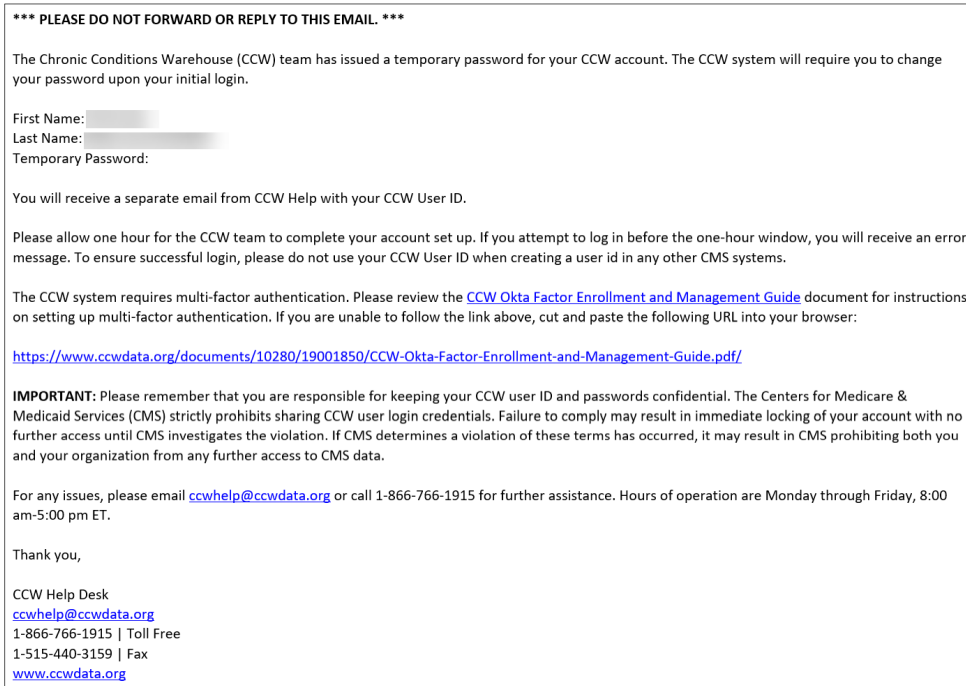 *** PLEASE DO NOT FORWARD OR REPLY TO THIS EMAIL. ***
The Chronic Conditions Warehouse (CCW) team has issued a temporary password for your CCW account. The CCW system will require you to change
your password upon your initial login.
First Name:
Last Name:
Temporary Password:
You will receive a separate email from CCW Help with your CCW User ID.
Please allow one hour for the CCW team to complete your account set up. If you attempt to log in before the one-hour window, you will receive an error
message. To ensure successful login, please do not use your CCW User ID when creating a user id in any other CMS systems.
The CCW system requires multi-factor authentication. Please review the CCW Okta Factor Enrollment and Management Guide document for instructions
on setting up multi-factor authentication. If you are unable to follow the link above, cut and paste the following URL into your browser:
https://www.ccwdata.org/documents/10280/19001850/CCW-Okta-Factor-Enrollment-and-Management-Guide.pdf/
IMPORTANT: Please remember that you are responsible for keeping your CCW user ID and passwords confidential. The Centers for Medicare &
Medicaid Services (CMS) strictly prohibits sharing CCW user login credentials. Failure to comply may result in immediate locking of your account with no
further access until CMS investigates the violation. If CMS determines a violation of these terms has occurred, it may result in CMS prohibiting both you
and your organization from any further access to CMS data.
For any issues, please email ccwhelp@ccwdata.org or call 1-866-766-1915 for further assistance. Hours of operation are Monday through Friday, 8:00
am-5:00 pm ET.
Thank you,
CCW Help Desk
ccwhelp@ccwdata.org
1-866-766-1915 | Toll Free
1-515-440-3159 | Fax
www.ccwdata.org